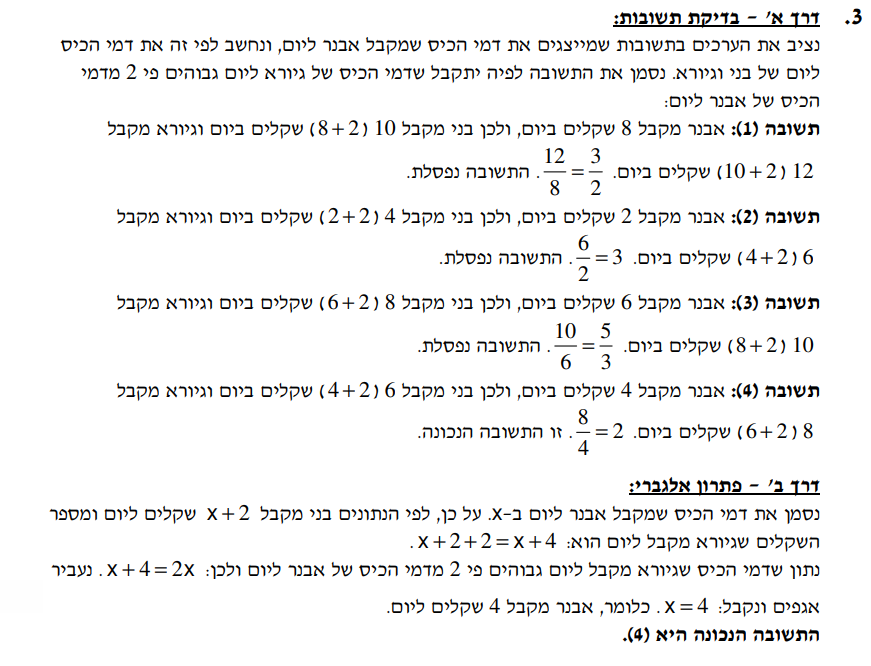 3. דרך א' – בדיקת תשובות:
נציב את הערכים בתשובות שמייצגים את דמי הכיס שמקבל אבנר ליום, ונחשב לפי זה את דמי הכיס
ליום של בני וגיורא. נסמן את התשובה לפיה יתקבל שדמי הכיס של גיורא ליום גבוהים פי 2 מדמי
הכיס של אבנר ליום:
תשובה (1): אבנר מקבל 8 שקלים ביום, ולכן בני מקבל 10 (8+2) שקלים ביום וגיורא מקבל
12 (10+2) שקלים ביום. 12/8 = 3/2. התשובה נפסלת.
תשובה (2): אבנר מקבל 2 שקלים ביום, ולכן בני מקבל 4 (2+2) שקלים ביום וגיורא מקבל
6 (4+2) שקלים ביום. 6/2 = 3. התשובה נפסלת.
תשובה (3): אבנר מקבל 6 שקלים ביום, ולכן בני מקבל 8 (6+2) שקלים ביום וגיורא מקבל
10 (8+2) שקלים ביום. 10/6 = 5/3. התשובה נפסלת.
תשובה (4): אבנר מקבל 4 שקלים ביום, ולכן בני מקבל 6 (4+2) שקלים ביום וגיורא מקבל
8 (6+2) שקלים ביום. 8/4 = 2. זו התשובה הנכונה.
דרך ב' – פתרון אלגברי:
נסמן את דמי הכיס שמקבל אבנר ליום ב-x. על כן, לפי הנתונים בני מקבל x+2 שקלים ליום ומספר
השקלים שגיורא מקבל ליום הוא: x+2+2=x+4.
נתון שדמי הכיס שגיורא מקבל ליום גבוהים פי 2 מדמי הכיס של אבנר ליום ולכן: x+4=2x. נעביר
אגפים ונקבל: x=4. כלומר, אבנר מקבל 4 שקלים ליום.
התשובה הנכונה היא (4).